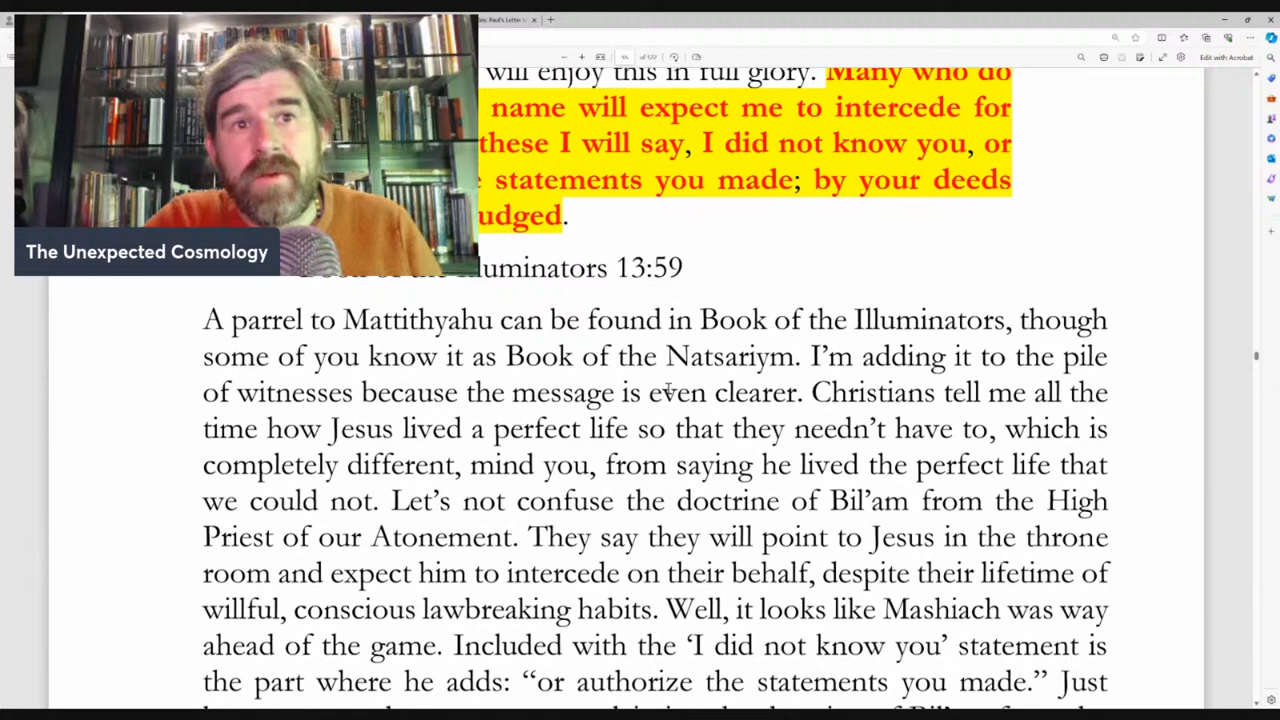 Paul's Letter
of 122
Edit with Acrobat
will enjoy this in full glory. Many who do
name will expect me to intercede for
these I will say, I did not know you, or
statements you made; by your deeds
udged.
The Unexpected Cosmology
luminators 13:59
A parrel to Mattithyahu can be found in Book of the Illuminators, though
some of you know it as Book of the Natsariym. I'm adding it to the pile
of witnesses because the message is even clearer. Christians tell me all the
time how Jesus lived a perfect life so that they needn't have to, which is
completely different, mind you, from saying he lived the perfect life that
we could not. Let's not confuse the doctrine of Bil'am from the High
Priest of our Atonement. They say they will point to Jesus in the throne
room and expect him to intercede on their behalf, despite their lifetime of
willful, conscious lawbreaking habits. Well, it looks like Mashiach was way
ahead of the game. Included with the 'I did not know you' statement is
the part where he adds: "or authorize the statements you made." Just